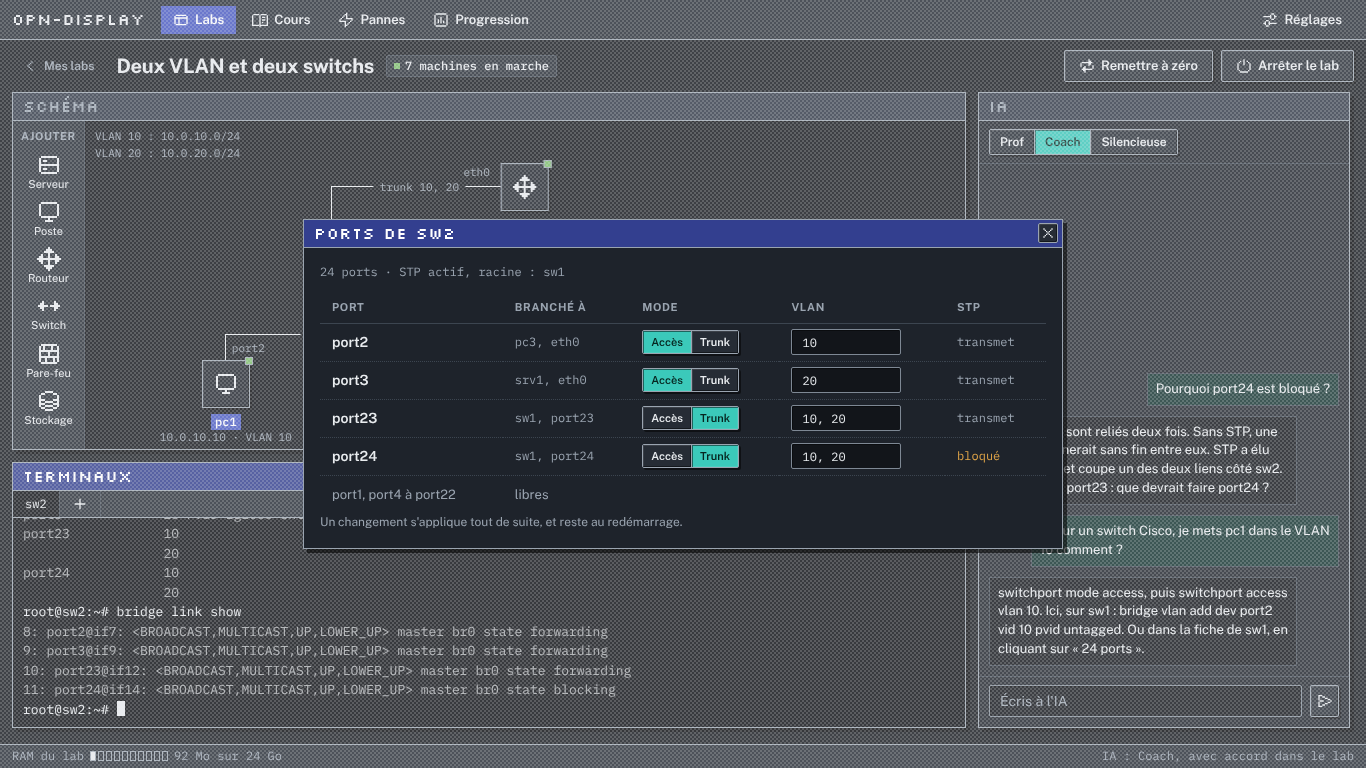 OPN-DISPLAY Labs Cours Pannes Progression Réglages
Mes labs Deux VLAN et deux switchs 7 machines en marche Remettre à zéro Arrêter le lab
SCHÉMA
AJOUTER
Serveur
Poste
Routeur
Switch
Pare-feu
Stockage
VLAN 10 : 10.0.10.0/24
VLAN 20 : 10.0.20.0/24
eth0
trunk 10, 20
port2
pc1
10.0.10.10 · VLAN 10
PORTS DE SW2
24 ports · STP actif, racine : sw1
PORT BRANCHÉ À MODE VLAN STP
port2 pc3, eth0 Accès Trunk 10 transmet
port3 srv1, eth0 Accès Trunk 20 transmet
port23 sw1, port23 Accès Trunk 10, 20 transmet
port24 sw1, port24 Accès Trunk 10, 20 bloqué
port1, port4 à port22 libres
Un changement s'applique tout de suite, et reste au redémarrage.
TERMINAUX
sw2 +
port23 10
20
port24 10
20
root@sw2:~# bridge link show
8: port2@if7: <BROADCAST,MULTICAST,UP,LOWER_UP> master br0 state forwarding
9: port3@if9: <BROADCAST,MULTICAST,UP,LOWER_UP> master br0 state forwarding
10: port23@if12: <BROADCAST,MULTICAST,UP,LOWER_UP> master br0 state forwarding
11: port24@if14: <BROADCAST,MULTICAST,UP,LOWER_UP> master br0 state blocking
root@sw2:~#
IA
Prof Coach Silencieuse
Pourquoi port24 est bloqué ?
sont reliés deux fois. Sans STP, une
sans fin entre eux. STP a élu
et coupe un des deux liens côté sw2.
port23 : que devrait faire port24 ?
un switch Cisco, je mets pc1 dans le VLAN
comment ?
switchport mode access, puis switchport access
vlan 10. Ici, sur sw1 : bridge vlan add dev port2
vid 10 pvid untagged. Ou dans la fiche de sw1, en
cliquant sur « 24 ports ».
Écris à l'IA
RAM du lab 92 Mo sur 24 Go
IA : Coach, avec accord dans le lab